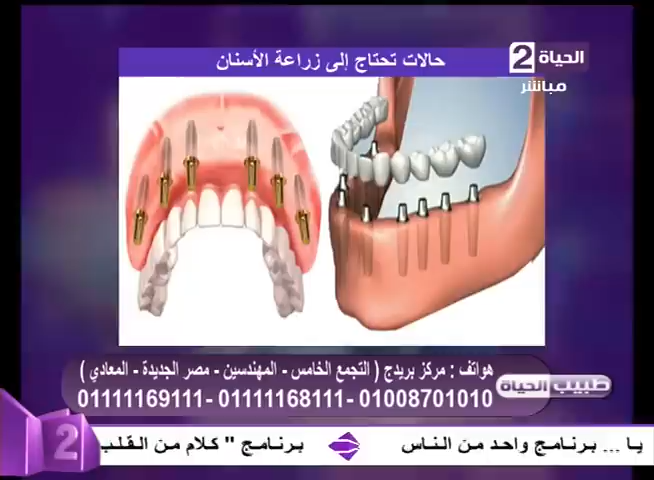 حالات تحتاج إلى زراعة الأسنان
الحياة 2
مباشر
هواتف : مركز بريدج ( التجمع الخامس - المهندسين - مصر الجديدة - المعادي )
01111169111 - 01111168111 - 01008701010
طبيب الحياة
يا ... برنامج واحد من الناس
برنامج " كلام من القلب
2